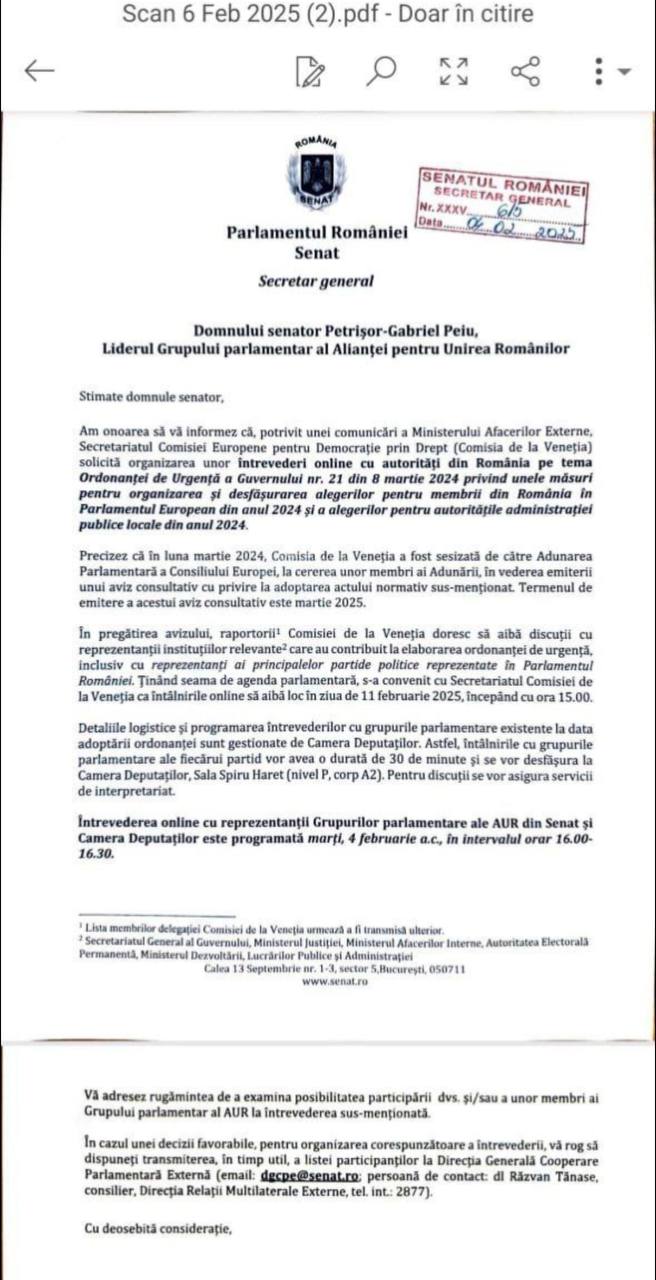 Scan 6 Feb 2025 (2).pdf - Doar în citire
ROMÂNIA
SENAT
SENATUL ROMÂNIEI
SECRETAR GENERAL
Nr. XXXV
Data 02 2025
Parlamentul României
Senat
Secretar general
Domnului senator Petrișor-Gabriel Peiu,
Liderul Grupului parlamentar al Alianței pentru Unirea Românilor
Stimate domnule senator,
Am onoarea să vă informez că, potrivit unei comunicări a Ministerului Afacerilor Externe,
Secretariatul Comisiei Europene pentru Democrație prin Drept (Comisia de la Veneția)
solicită organizarea unor întrevederi online cu autorități din România pe tema
Ordonanței de Urgență a Guvernului nr. 21 din 8 martie 2024 privind unele măsuri
pentru organizarea și desfășurarea alegerilor pentru membrii din România în
Parlamentul European din anul 2024 și a alegerilor pentru autoritățile administrației
publice locale din anul 2024.
Precizez că în luna martie 2024, Comisia de la Veneția a fost sesizată de către Adunarea
Parlamentară a Consiliului Europei, la cererea unor membri ai Adunării, în vederea emiterii
unui aviz consultativ cu privire la adoptarea actului normativ sus-menționat. Termenul de
emitere a acestui aviz consultativ este martie 2025.
În pregătirea avizului, raportorii¹ Comisiei de la Veneția doresc să aibă discuții cu
reprezentanții instituțiilor relevante² care au contribuit la elaborarea ordonanței de urgență,
inclusiv cu reprezentanți ai principalelor partide politice reprezentate în Parlamentul
României. Ținând seama de agenda parlamentară, s-a convenit cu Secretariatul Comisiei de
la Veneția ca întâlnirile online să aibă loc în ziua de 11 februarie 2025, începând cu ora 15.00.
Detaliile logistice și programarea întrevederilor cu grupurile parlamentare existente la data
adoptării ordonanței sunt gestionate de Camera Deputaților. Astfel, întâlnirile cu grupurile
parlamentare ale fiecărui partid vor avea o durată de 30 de minute și se vor desfășura la
Camera Deputaților, Sala Spiru Haret (nivel P, corp A2). Pentru discuții se vor asigura servicii
de interpretariat.
Întrevederea online cu reprezentanții Grupurilor parlamentare ale AUR din Senat și
Camera Deputaților este programată marți, 4 februarie a.c., în intervalul orar 16.00-
16.30.
¹ Lista membrilor delegației Comisiei de la Veneția urmează a fi transmisă ulterior.
² Secretariatul General al Guvernului, Ministerul Justiției, Ministerul Afacerilor Interne, Autoritatea Electorală
Permanentă, Ministerul Dezvoltării, Lucrărilor Publice și Administrației
Calea 13 Septembrie nr. 1-3, sector 5,București, 050711
www.senat.ro
Vă adresez rugămintea de a examina posibilitatea participării dvs. și/sau a unor membri ai
Grupului parlamentar al AUR la întrevederea sus-menționată.
În cazul unei decizii favorabile, pentru organizarea corespunzătoare a întrevederii, vă rog să
dispuneți transmiterea, în timp util, a listei participanților la Direcția Generală Cooperare
Parlamentară Externă (email: dgcpe@senat.ro; persoană de contact: dl Răzvan Tănase,
consilier, Direcția Relații Multilaterale Externe, tel. int.: 2877).
Cu deosebită considerație,